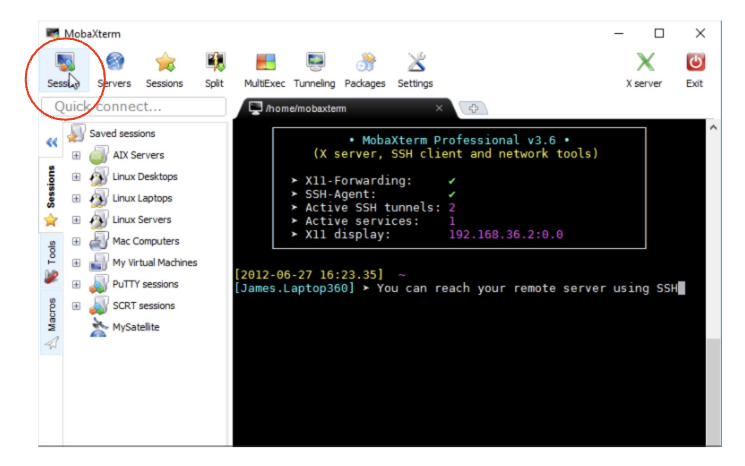 MobaXterm
Session Servers Sessions Split MultiExec Tunneling Packages Settings X server Exit
Quick connect...
/home/mobaxterm
Saved sessions
AIX Servers
Linux Desktops
Linux Laptops
Linux Servers
Mac Computers
My Virtual Machines
PuTTY sessions
SCRT sessions
MySatellite
Sessions
Tools
Macros
• MobaXterm Professional v3.6 •
(X server, SSH client and network tools)
➤ X11-Forwarding: ✔
➤ SSH-Agent: ✔
➤ Active SSH tunnels: 2
➤ Active services: 1
➤ X11 display: 192.168.36.2:0.0
[2012-06-27 16:23.35] ~
[James.Laptop360] ➤ You can reach your remote server using SSH